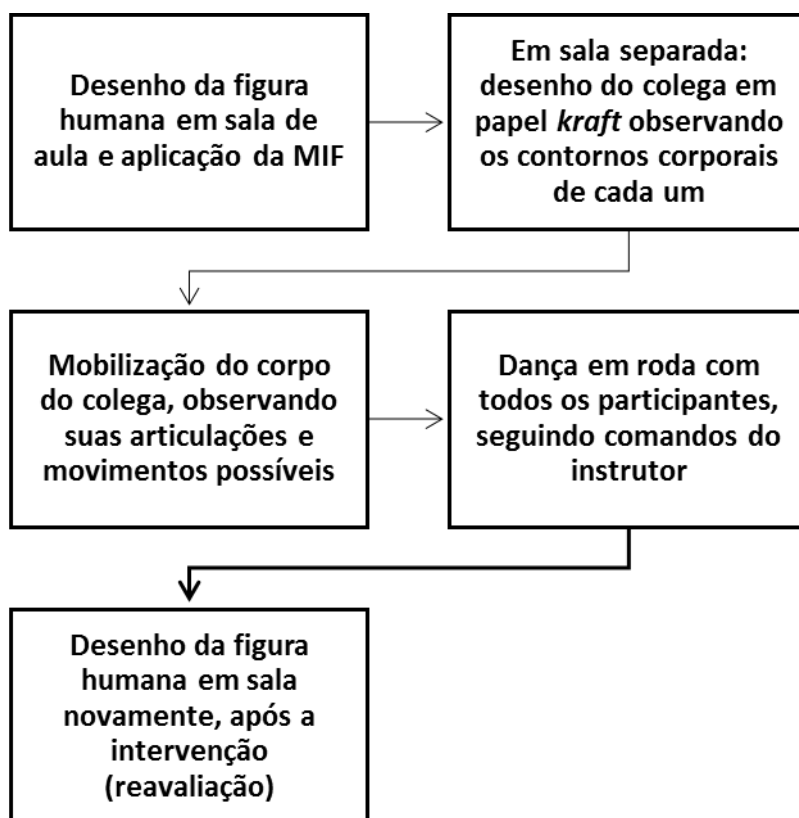 Desenho da figura
humana em sala de
aula e aplicação da MIF
Em sala separada:
desenho do colega em
papel kraft observando
os contornos corporais
de cada um
Mobilização do corpo
do colega, observando
suas articulações e
movimentos possíveis
Dança em roda com
todos os participantes,
seguindo comandos do
instrutor
Desenho da figura
humana em sala
novamente, após a
intervenção
(reavaliação)